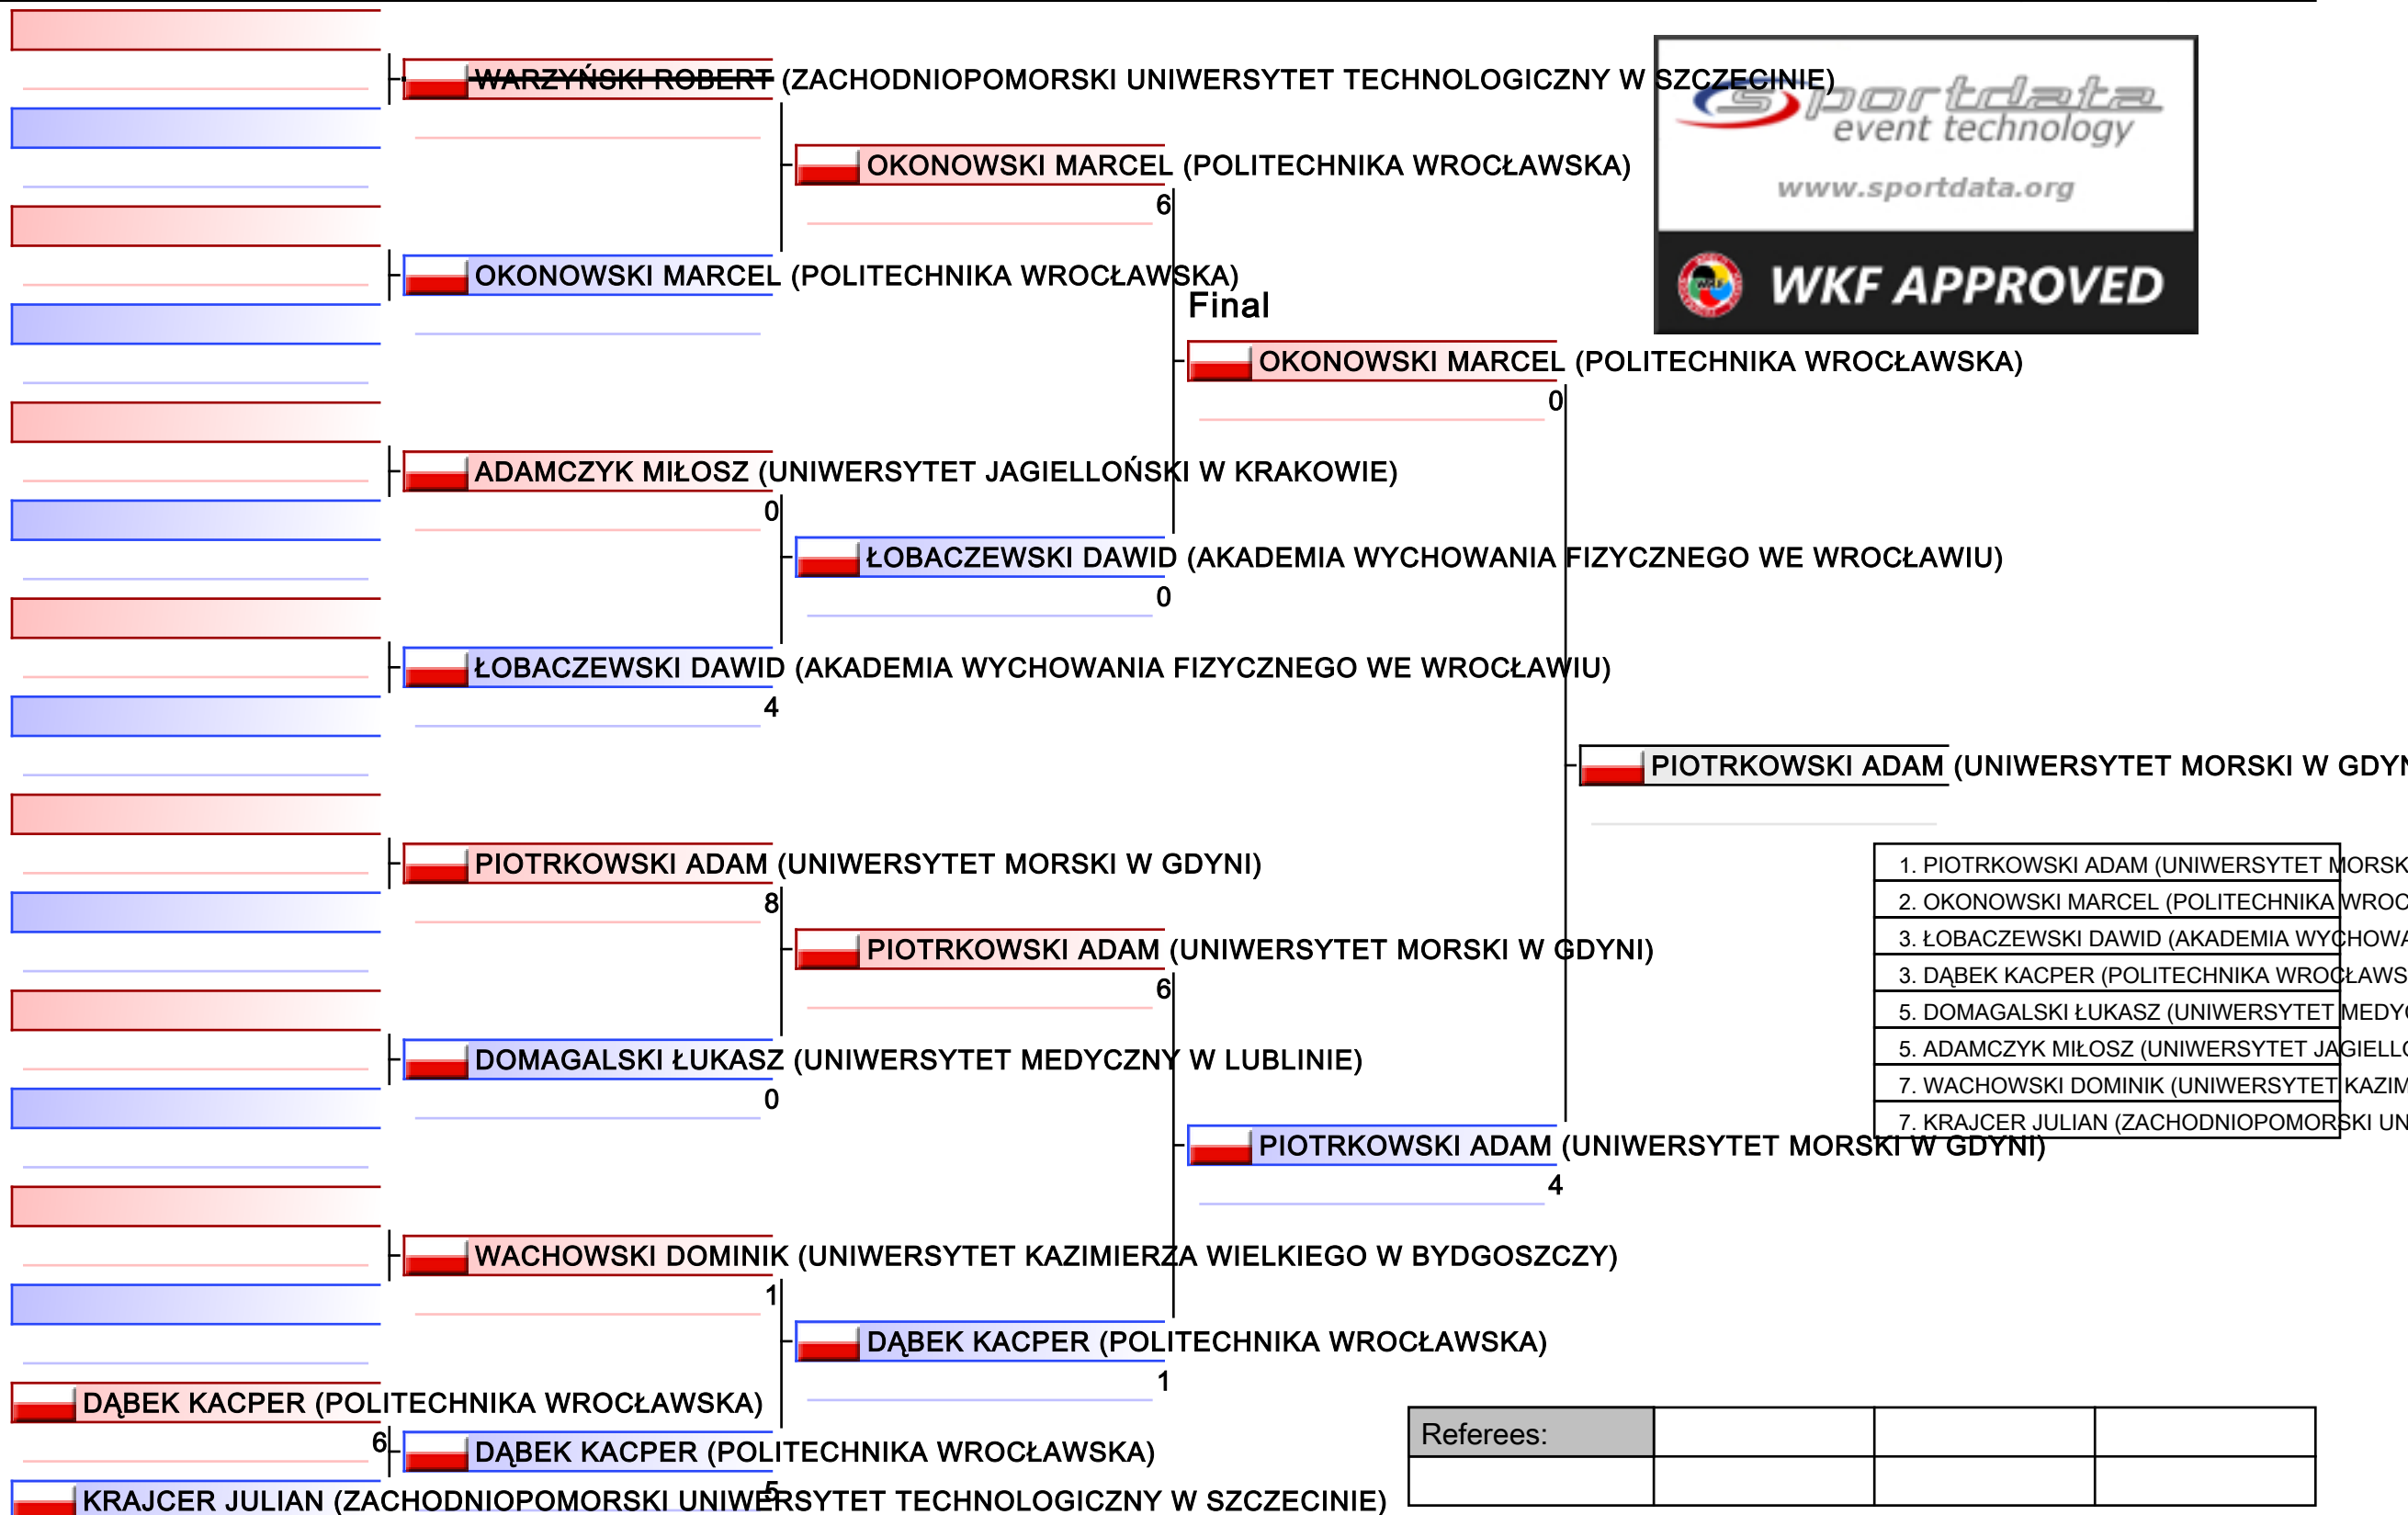 WARZYŃSKI ROBERT (ZACHODNIOPOMORSKI UNIWERSYTET TECHNOLOGICZNY W SZCZECINIE)
sportdata
event technology
www.sportdata.org
WKF APPROVED
OKONOWSKI MARCEL (POLITECHNIKA WROCŁAWSKA)
6
OKONOWSKI MARCEL (POLITECHNIKA WROCŁAWSKA)
Final
OKONOWSKI MARCEL (POLITECHNIKA WROCŁAWSKA)
0
ADAMCZYK MIŁOSZ (UNIWERSYTET JAGIELLOŃSKI W KRAKOWIE)
0
ŁOBACZEWSKI DAWID (AKADEMIA WYCHOWANIA FIZYCZNEGO WE WROCŁAWIU)
0
ŁOBACZEWSKI DAWID (AKADEMIA WYCHOWANIA FIZYCZNEGO WE WROCŁAWIU)
4
PIOTRKOWSKI ADAM (UNIWERSYTET MORSKI W GDYN
PIOTRKOWSKI ADAM (UNIWERSYTET MORSKI W GDYNI)
8
PIOTRKOWSKI ADAM (UNIWERSYTET MORSKI W GDYNI)
6
DOMAGALSKI ŁUKASZ (UNIWERSYTET MEDYCZNY W LUBLINIE)
0
1. PIOTRKOWSKI ADAM (UNIWERSYTET MORSK
2. OKONOWSKI MARCEL (POLITECHNIKA WROC
3. ŁOBACZEWSKI DAWID (AKADEMIA WYCHOWA
3. DĄBEK KACPER (POLITECHNIKA WROCŁAWS
5. DOMAGALSKI ŁUKASZ (UNIWERSYTET MEDYC
5. ADAMCZYK MIŁOSZ (UNIWERSYTET JAGIELLO
7. WACHOWSKI DOMINIK (UNIWERSYTET KAZIM
7. KRAJCER JULIAN (ZACHODNIOPOMORSKI UN
PIOTRKOWSKI ADAM (UNIWERSYTET MORSKI W GDYNI)
4
WACHOWSKI DOMINIK (UNIWERSYTET KAZIMIERZA WIELKIEGO W BYDGOSZCZY)
1
DĄBEK KACPER (POLITECHNIKA WROCŁAWSKA)
1
DĄBEK KACPER (POLITECHNIKA WROCŁAWSKA)
6
DĄBEK KACPER (POLITECHNIKA WROCŁAWSKA)
5
KRAJCER JULIAN (ZACHODNIOPOMORSKI UNIWERSYTET TECHNOLOGICZNY W SZCZECINIE)
Referees: